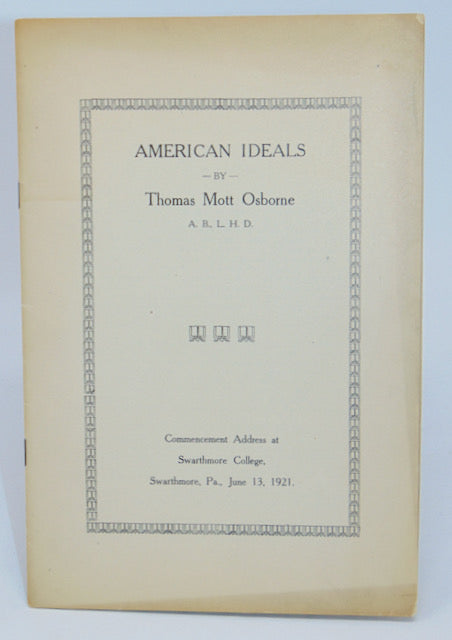 AMERICAN IDEALS
— BY —
Thomas Mott Osborne
A. B., L. H. D.
Commencement Address at
Swarthmore College,
Swarthmore, Pa., June 13, 1921.